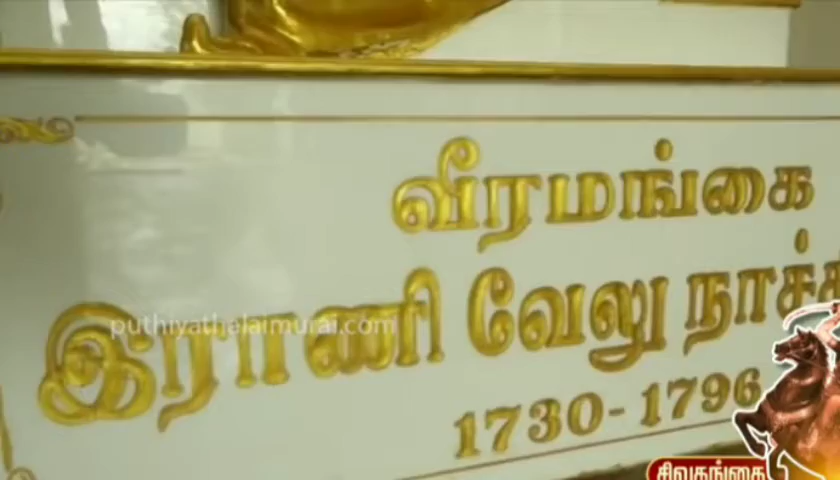 வீரமங்கை
இராணி வேலு நாச்
1730-1796
puthiyathalaimurai.com
சிவகங்கை